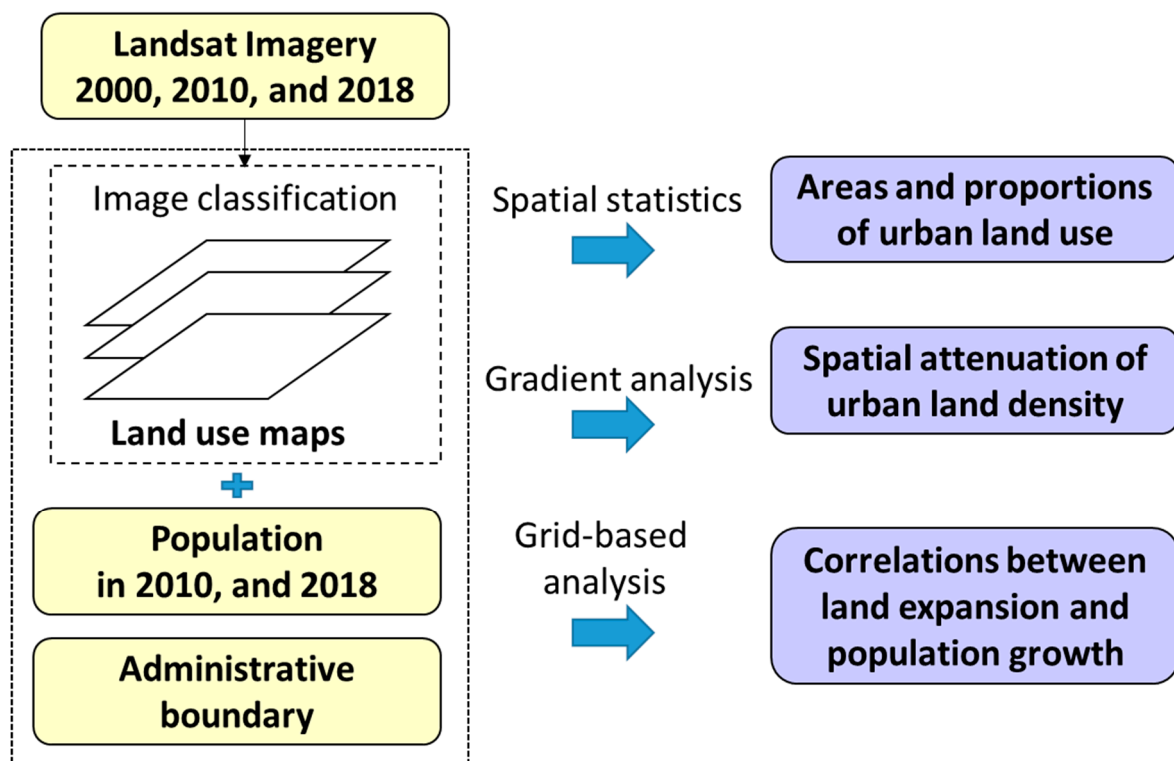 Landsat Imagery
2000, 2010, and 2018
Image classification
Land use maps
Population
in 2010, and 2018
Administrative
boundary
Spatial statistics
Gradient analysis
Grid-based
analysis
Areas and proportions
of urban land use
Spatial attenuation of
urban land density
Correlations between
land expansion and
population growth